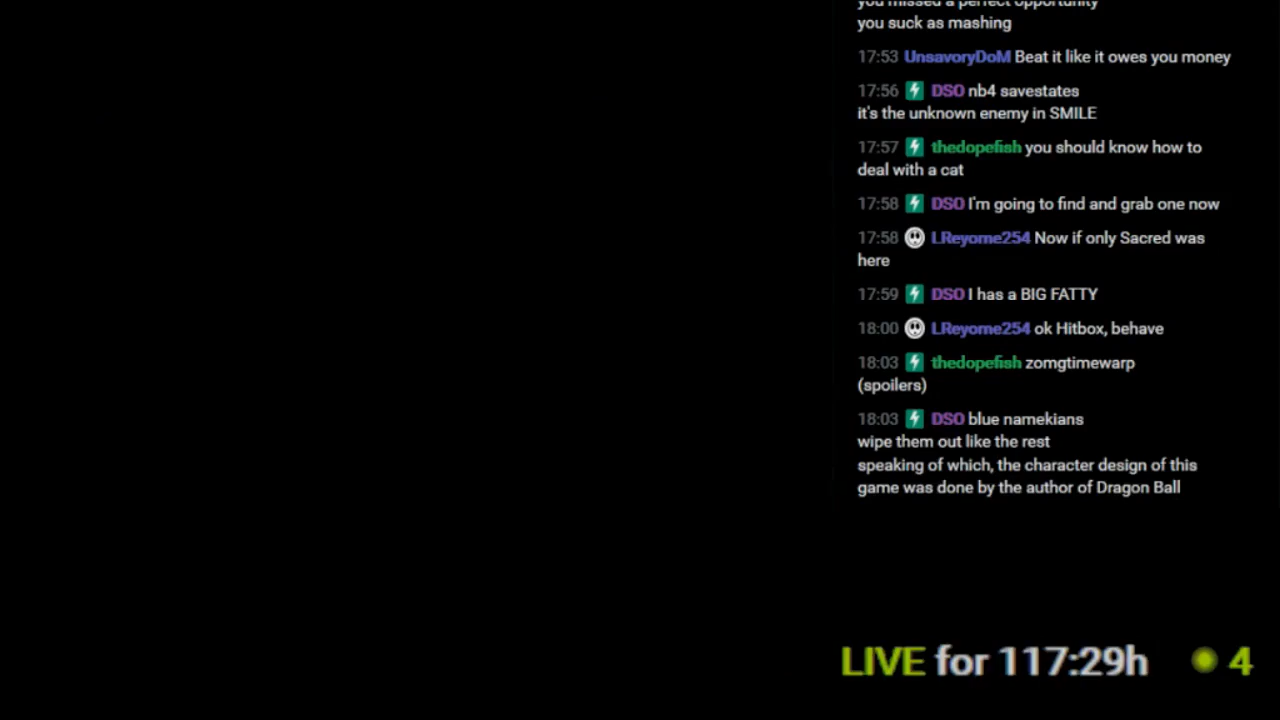 you missed a perfect opportunity
you suck as mashing
17:53 UnsavoryDoM Beat it like it owes you money
17:56 DSO nb4 savestates
it's the unknown enemy in SMILE
17:57 thedopefish you should know how to
deal with a cat
17:58 DSO I'm going to find and grab one now
17:58 LReyome254 Now if only Sacred was
here
17:59 DSO I has a BIG FATTY
18:00 LReyome254 ok Hitbox, behave
18:03 thedopefish zomgtimewarp
(spoilers)
18:03 DSO blue namekians
wipe them out like the rest
speaking of which, the character design of this
game was done by the author of Dragon Ball
LIVE for 117:29h 4